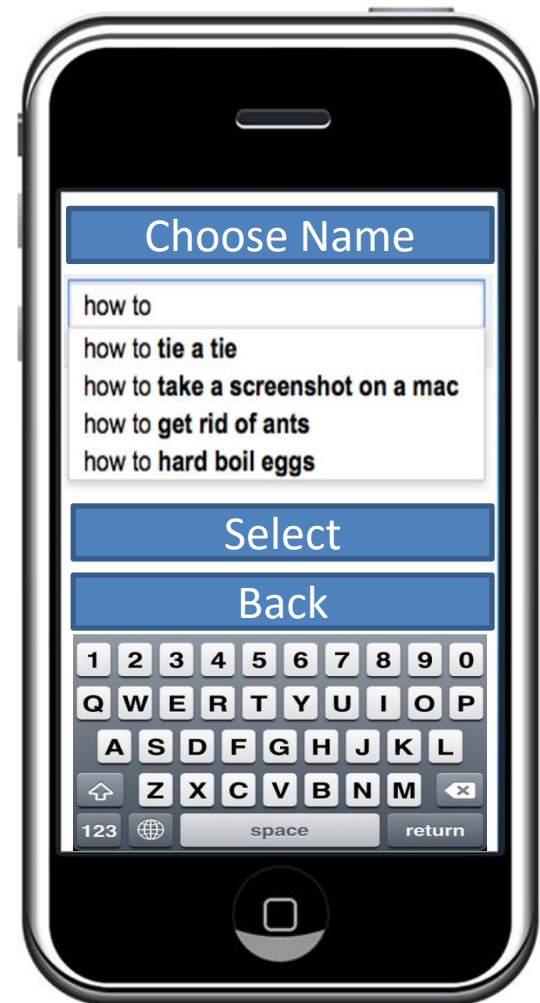 Choose Name
how to
how to tie a tie
how to take a screenshot on a mac
how to get rid of ants
how to hard boil eggs
Select
Back
1 2 3 4 5 6 7 8 9 0
Q W E R T Y U I O P
A S D F G H J K L
Z X C V B N M
123 space return